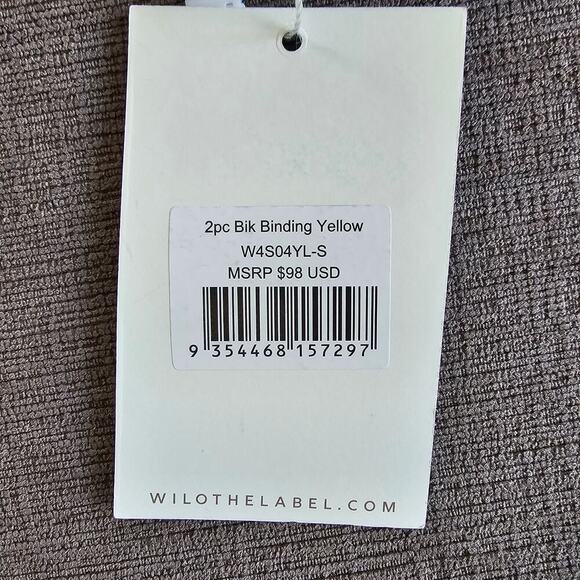 2pc Bik Binding Yellow
W4S04YL-S
MSRP $98 USD
9 354468 157297
WILOTHELABEL.COM